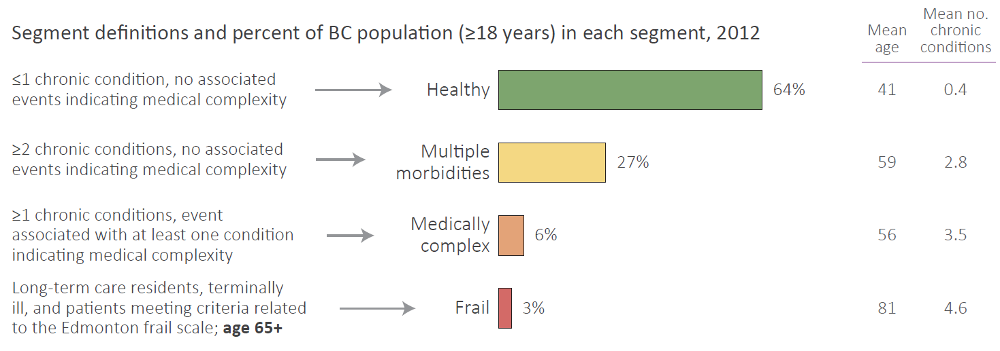 Segment definitions and percent of BC population (≥18 years) in each segment, 2012
Mean
age
Mean no.
chronic
conditions
≤1 chronic condition, no associated
events indicating medical complexity
Healthy
64%
41
0.4
≥2 chronic conditions, no associated
events indicating medical complexity
Multiple
morbidities
27%
59
2.8
≥1 chronic conditions, event
associated with at least one condition
indicating medical complexity
Medically
complex
6%
56
3.5
Long-term care residents, terminally
ill, and patients meeting criteria related
to the Edmonton frail scale; age 65+
Frail
3%
81
4.6